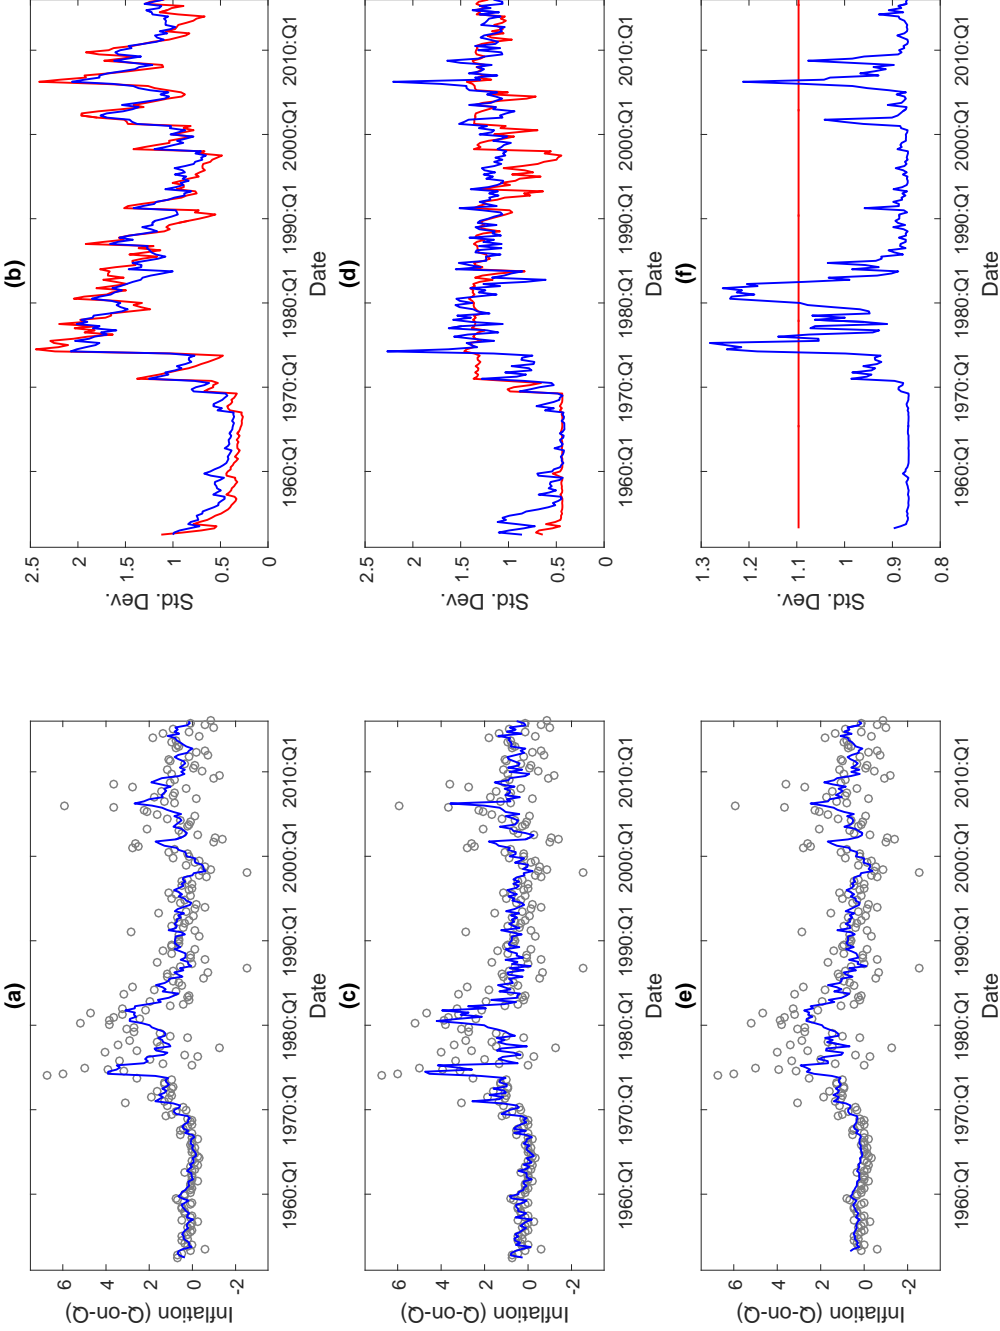 (a)
Inflation (Q-on-Q)
6
4
2
0
-2
1960:Q1 1970:Q1 1980:Q1 1990:Q1 2000:Q1 2010:Q1
Date
(b)
Std. Dev.
2.5
2
1.5
1
0.5
0
1960:Q1 1970:Q1 1980:Q1 1990:Q1 2000:Q1 2010:Q1
Date
(c)
Inflation (Q-on-Q)
6
4
2
0
-2
1960:Q1 1970:Q1 1980:Q1 1990:Q1 2000:Q1 2010:Q1
Date
(d)
Std. Dev.
2.5
2
1.5
1
0.5
0
1960:Q1 1970:Q1 1980:Q1 1990:Q1 2000:Q1 2010:Q1
Date
(e)
Inflation (Q-on-Q)
6
4
2
0
-2
1960:Q1 1970:Q1 1980:Q1 1990:Q1 2000:Q1 2010:Q1
Date
(f)
Std. Dev.
1.3
1.2
1.1
1
0.9
0.8
1960:Q1 1970:Q1 1980:Q1 1990:Q1 2000:Q1 2010:Q1
Date